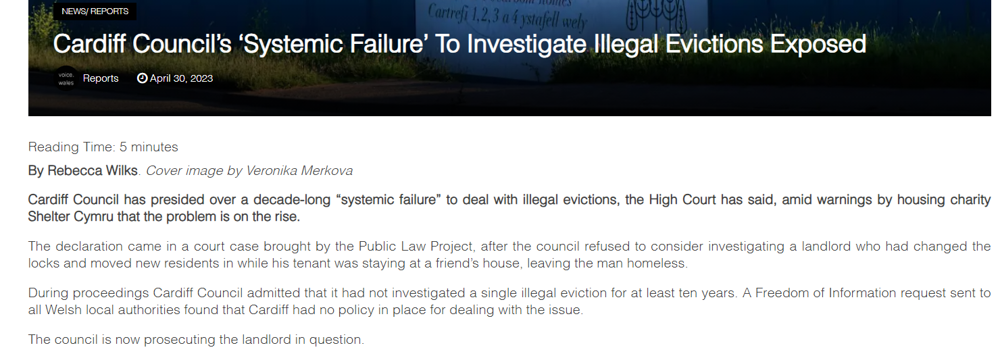 NEWS/ REPORTS
Cartrefi 1,2,3 a 4 ystafell wely
Cardiff Council's 'Systemic Failure' To Investigate Illegal Evictions Exposed
voice.
wales
Reports
April 30, 2023
Reading Time: 5 minutes
By Rebecca Wilks. Cover image by Veronika Merkova
Cardiff Council has presided over a decade-long “systemic failure” to deal with illegal evictions, the High Court has said, amid warnings by housing charity
Shelter Cymru that the problem is on the rise.
The declaration came in a court case brought by the Public Law Project, after the council refused to consider investigating a landlord who had changed the
locks and moved new residents in while his tenant was staying at a friend's house, leaving the man homeless.
During proceedings Cardiff Council admitted that it had not investigated a single illegal eviction for at least ten years. A Freedom of Information request sent to
all Welsh local authorities found that Cardiff had no policy in place for dealing with the issue.
The council is now prosecuting the landlord in question.